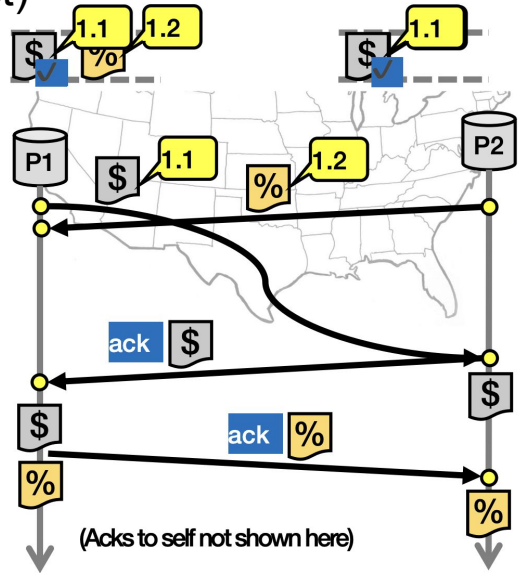 t)
1.1 1.2 1.1
$ % $
P1 P2
1.1 1.2
$ %
ack $
$ $
ack %
% %
(Acks to self not shown here)